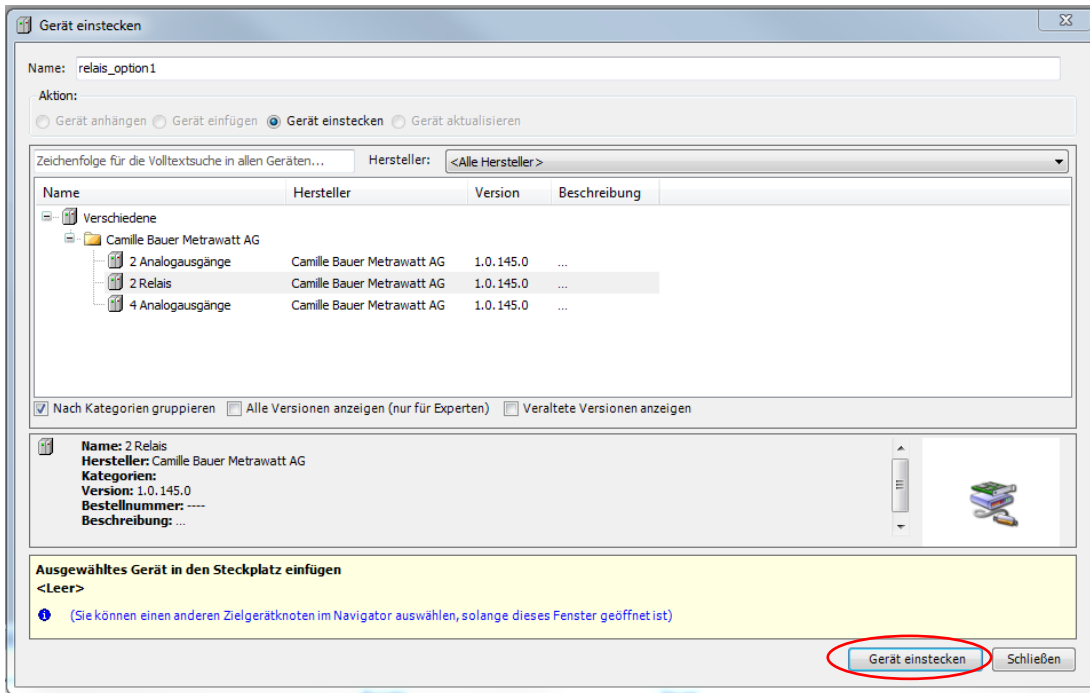 Gerät einstecken
Name: relais_option1
Aktion:
Gerät anhängen Gerät einfügen Gerät einstecken Gerät aktualisieren
Zeichenfolge für die Volltextsuche in allen Geräten... Hersteller: <Alle Hersteller>
Name Hersteller Version Beschreibung
Verschiedene
Camille Bauer Metrawatt AG
2 Analogausgänge Camille Bauer Metrawatt AG 1.0.145.0 ...
2 Relais Camille Bauer Metrawatt AG 1.0.145.0 ...
4 Analogausgänge Camille Bauer Metrawatt AG 1.0.145.0 ...
Nach Kategorien gruppieren Alle Versionen anzeigen (nur für Experten) Veraltete Versionen anzeigen
Name: 2 Relais
Hersteller: Camille Bauer Metrawatt AG
Kategorien:
Version: 1.0.145.0
Bestellnummer: ----
Beschreibung: ...
Ausgewähltes Gerät in den Steckplatz einfügen
<Leer>
(Sie können einen anderen Zielgerätknoten im Navigator auswählen, solange dieses Fenster geöffnet ist)
Gerät einstecken Schließen